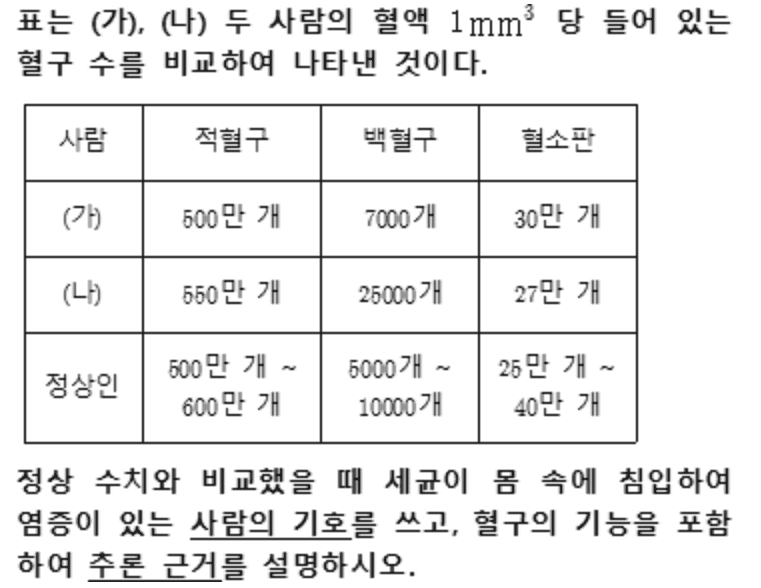 표는 (가), (나) 두 사람의 혈액 1mm³ 당 들어 있는
혈구 수를 비교하여 나타낸 것이다.
사람 적혈구 백혈구 혈소판
(가) 500만 개 7000개 30만 개
(나) 550만 개 25000개 27만 개
정상인 500만 개 ~ 600만 개 5000개 ~ 10000개 25만 개 ~ 40만 개
정상 수치와 비교했을 때 세균이 몸 속에 침입하여
염증이 있는 사람의 기호를 쓰고, 혈구의 기능을 포함
하여 추론 근거를 설명하시오.